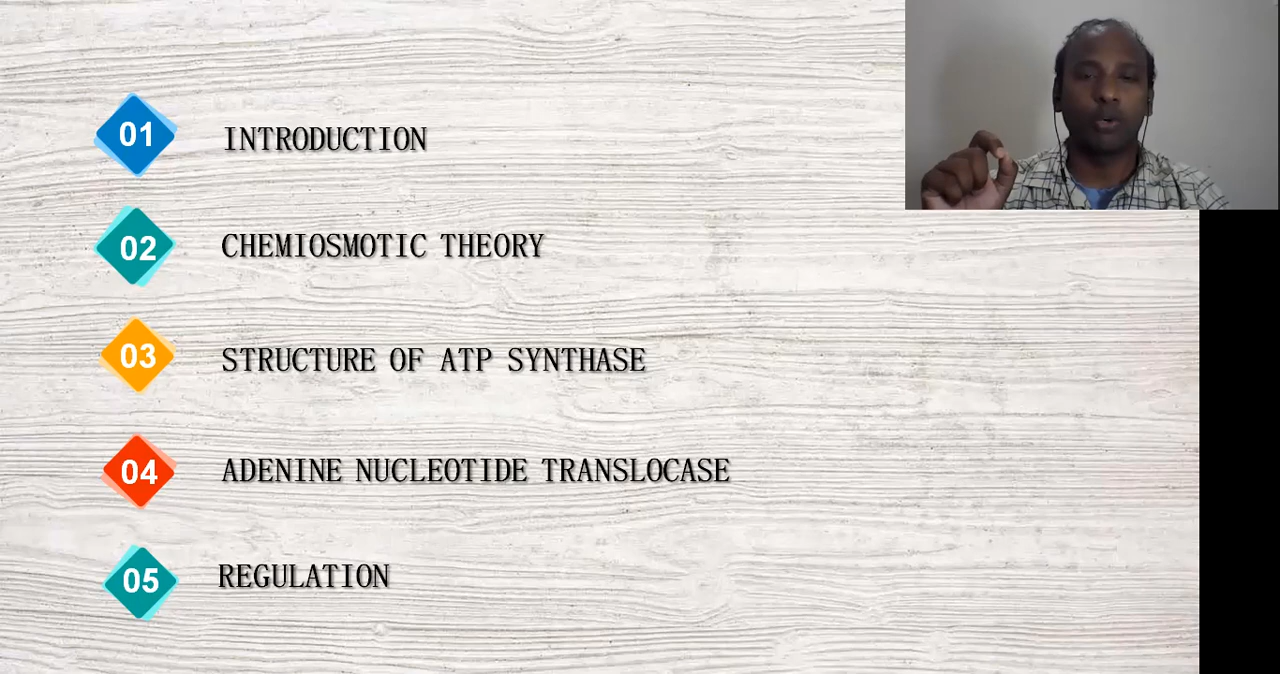 01 INTRODUCTION
02 CHEMIOSMOTIC THEORY
03 STRUCTURE OF ATP SYNTHASE
04 ADENINE NUCLEOTIDE TRANSLOCASE
05 REGULATION